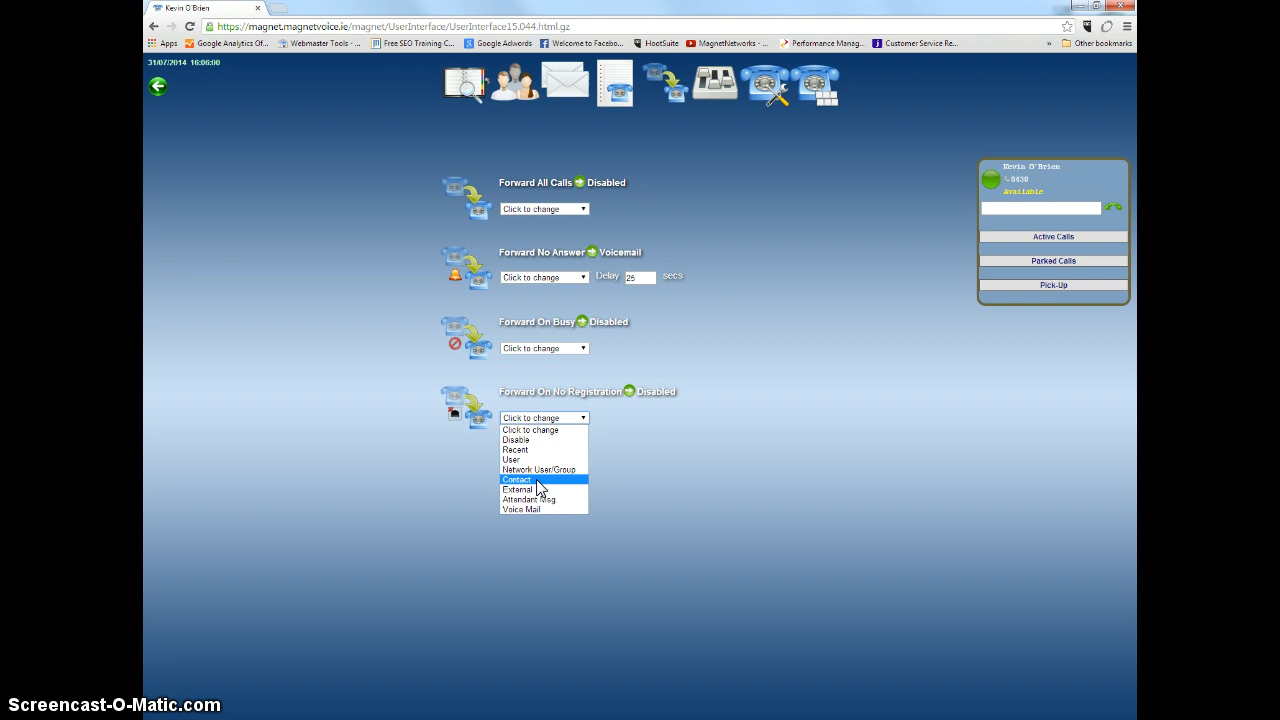 Kevin O'Brien
https://magnet.magnetvoice.ie/magnet/UserInterface/UserInterface15.044.html.gz
Apps Google Analytics Of... Webmaster Tools - ... Free SEO Training C... Google Adwords Welcome to Facebo... HootSuite MagnetNetworks - ... Performance Manag... Customer Service Re... » Other bookmarks
31/07/2014 16:06:00
Kevin O'Brien
0430
Available
Active Calls
Parked Calls
Pick-Up
Forward All Calls Disabled
Click to change
Forward No Answer Voicemail
Click to change Delay 25 secs
Forward On Busy Disabled
Click to change
Forward On No Registration Disabled
Click to change
Click to change
Disable
Recent
User
Network User/Group
Contact
External
Attendant Msg.
Voice Mail
Screencast-O-Matic.com